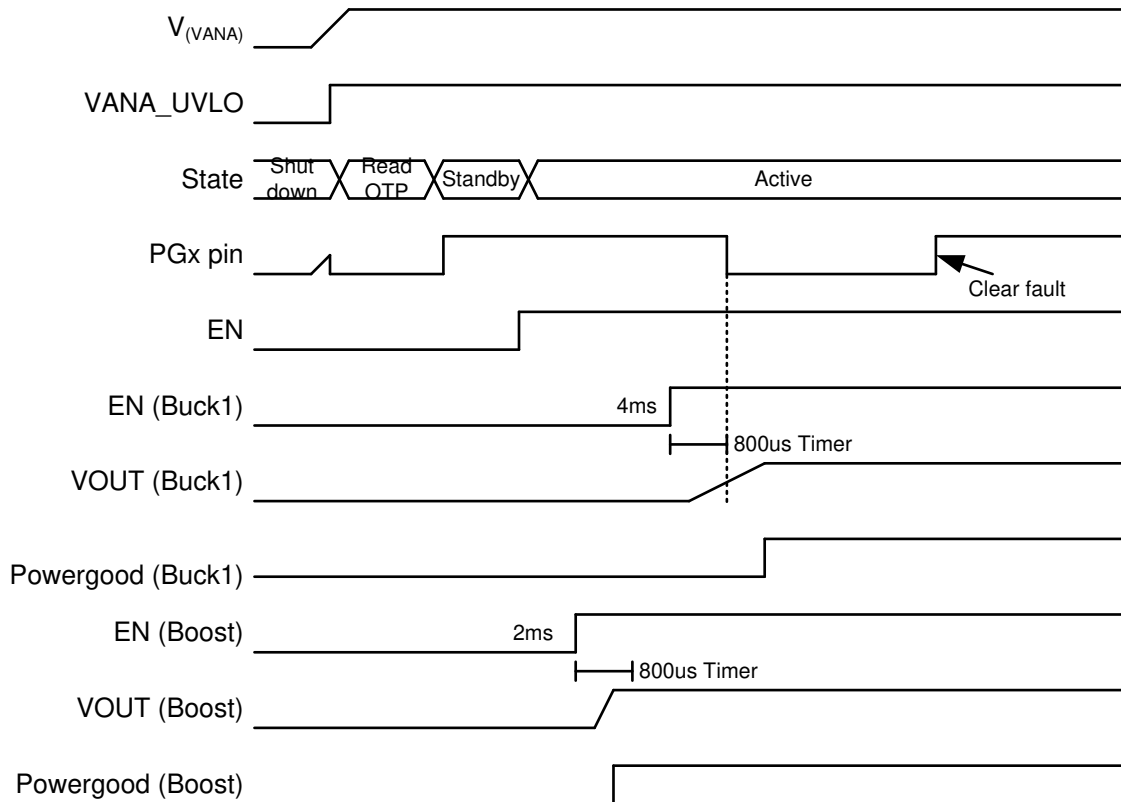 V(VANA)
VANA_UVLO
State
Shut
down
Read
OTP
Standby
Active
PGx pin
Clear fault
EN
EN (Buck1)
4ms
800us Timer
VOUT (Buck1)
Powergood (Buck1)
EN (Boost)
2ms
800us Timer
VOUT (Boost)
Powergood (Boost)